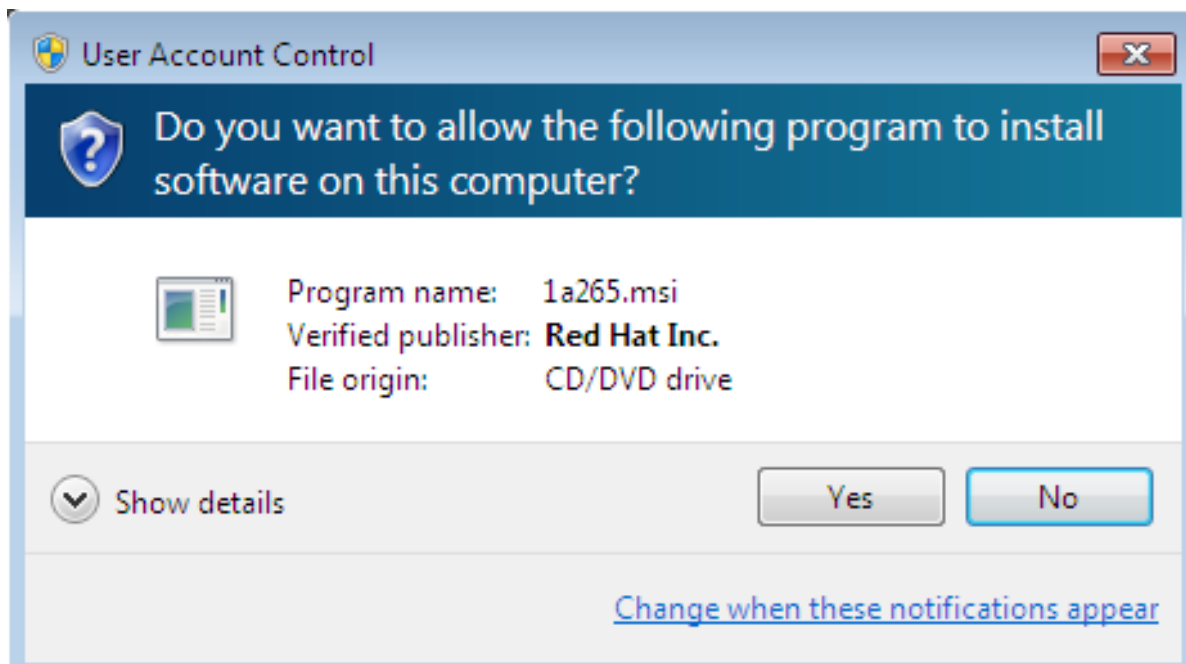 User Account Control
Do you want to allow the following program to install
software on this computer?
Program name: 1a265.msi
Verified publisher: Red Hat Inc.
File origin: CD/DVD drive
Show details
Yes
No
Change when these notifications appear